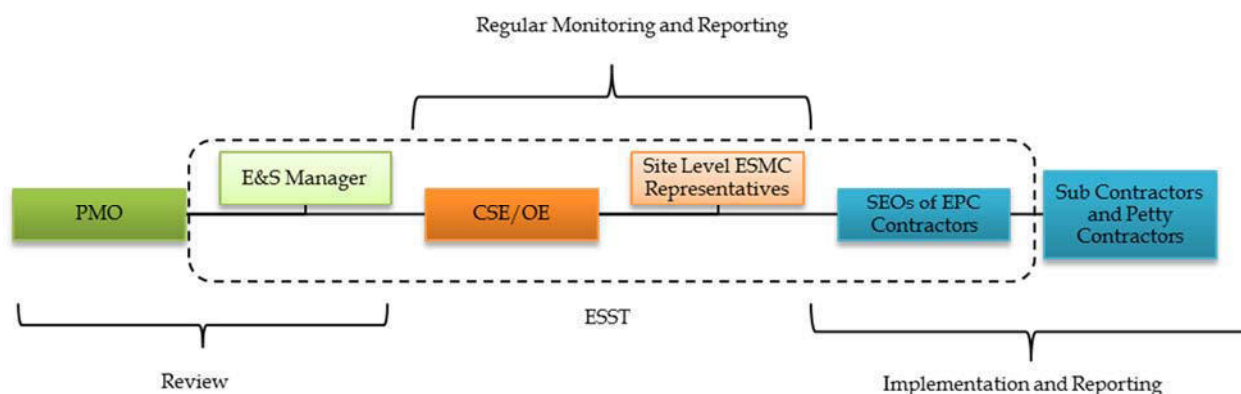 Regular Monitoring and Reporting
E&S Manager
Site Level ESMC
Representatives
PMO
CSE/OE
SEOs of EPC
Contractors
Sub Contractors
and Petty
Contractors
ESST
Review
Implementation and Reporting